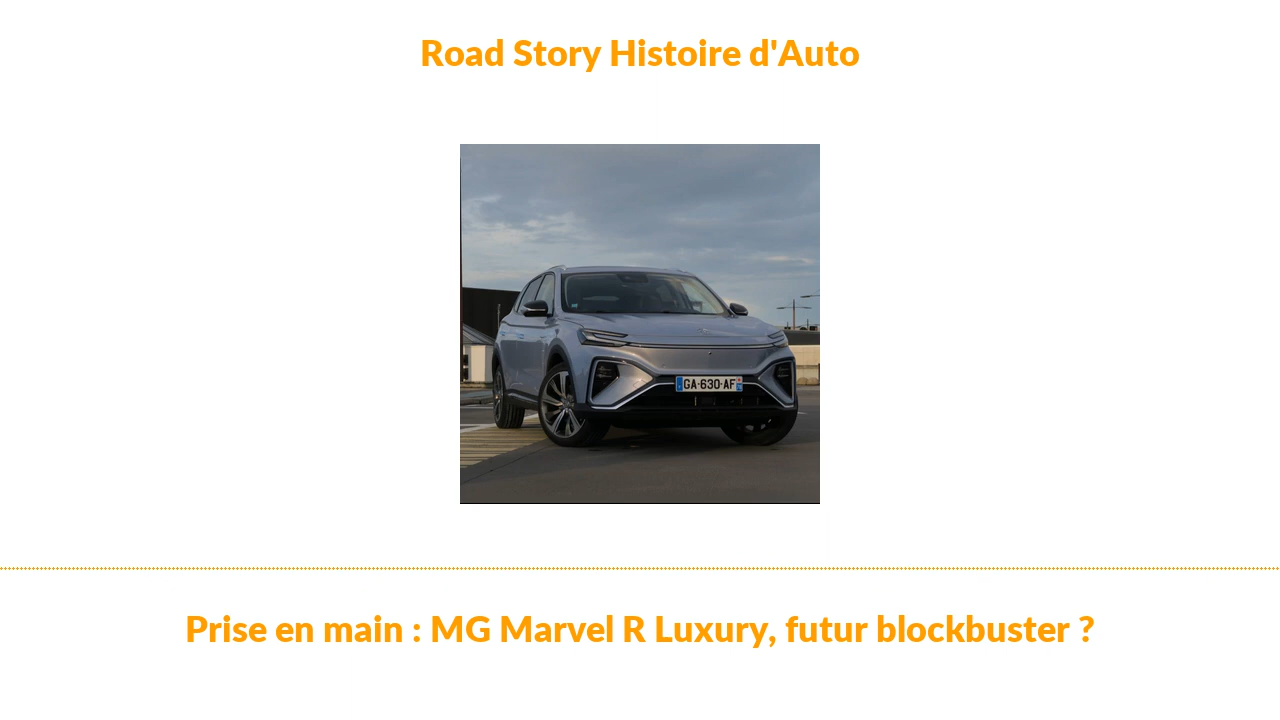 Road Story Histoire d'Auto
GA-630-AF
Prise en main : MG Marvel R Luxury, futur blockbuster ?